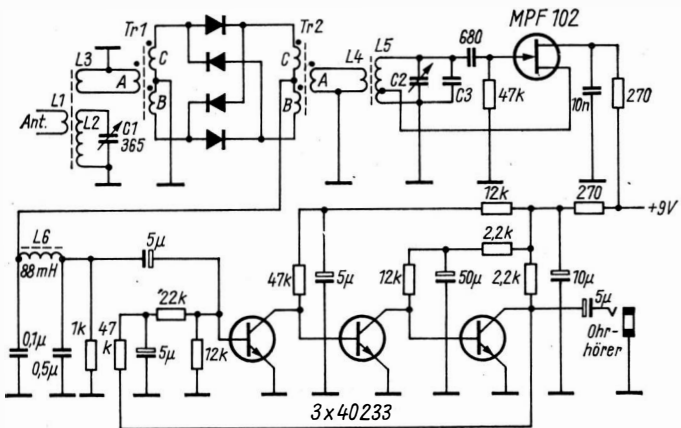 Tr1
Tr2
MPF 102
L3
C
C
L4
L5
680
A
A
C2
C3
47k
10n
270
L1
B
B
Ant.
L2
C1
365
12k
270
+9V
L6
5µ
2,2k
88mH
47k
5µ
12k
50µ
2,2k
10µ
5µ
22k
0,1µ
1k
47
k
5µ
12k
Ohr-
hörer
0,5µ
3x40233